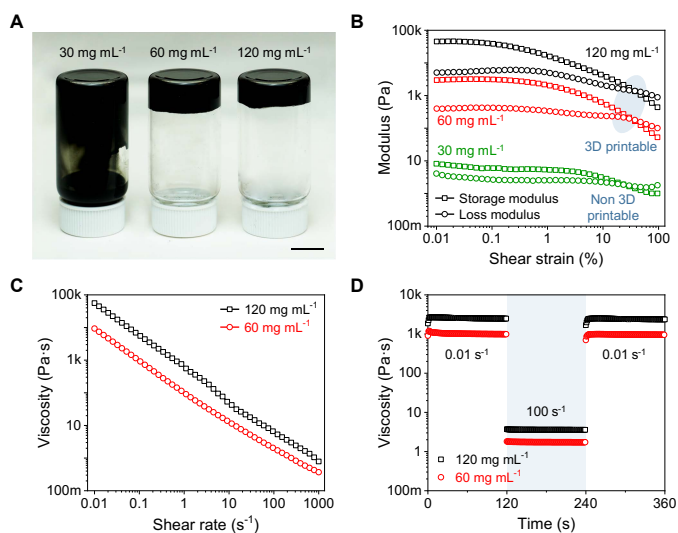 A
30 mg mL⁻¹ 60 mg mL⁻¹ 120 mg mL⁻¹
B
Modulus (Pa)
100k
1k
10
100m
120 mg mL⁻¹
60 mg mL⁻¹
3D printable
30 mg mL⁻¹
Storage modulus
Loss modulus
Non 3D
printable
0.01 0.1 1 10 100
Shear strain (%)
C
Viscosity (Pa·s)
100k
1k
10
100m
120 mg mL⁻¹
60 mg mL⁻¹
0.01 0.1 1 10 100 1000
Shear rate (s⁻¹)
D
Viscosity (Pa·s)
10k
1k
100
10
1
100m
0.01 s⁻¹
100 s⁻¹
0.01 s⁻¹
120 mg mL⁻¹
60 mg mL⁻¹
0 120 240 360
Time (s)